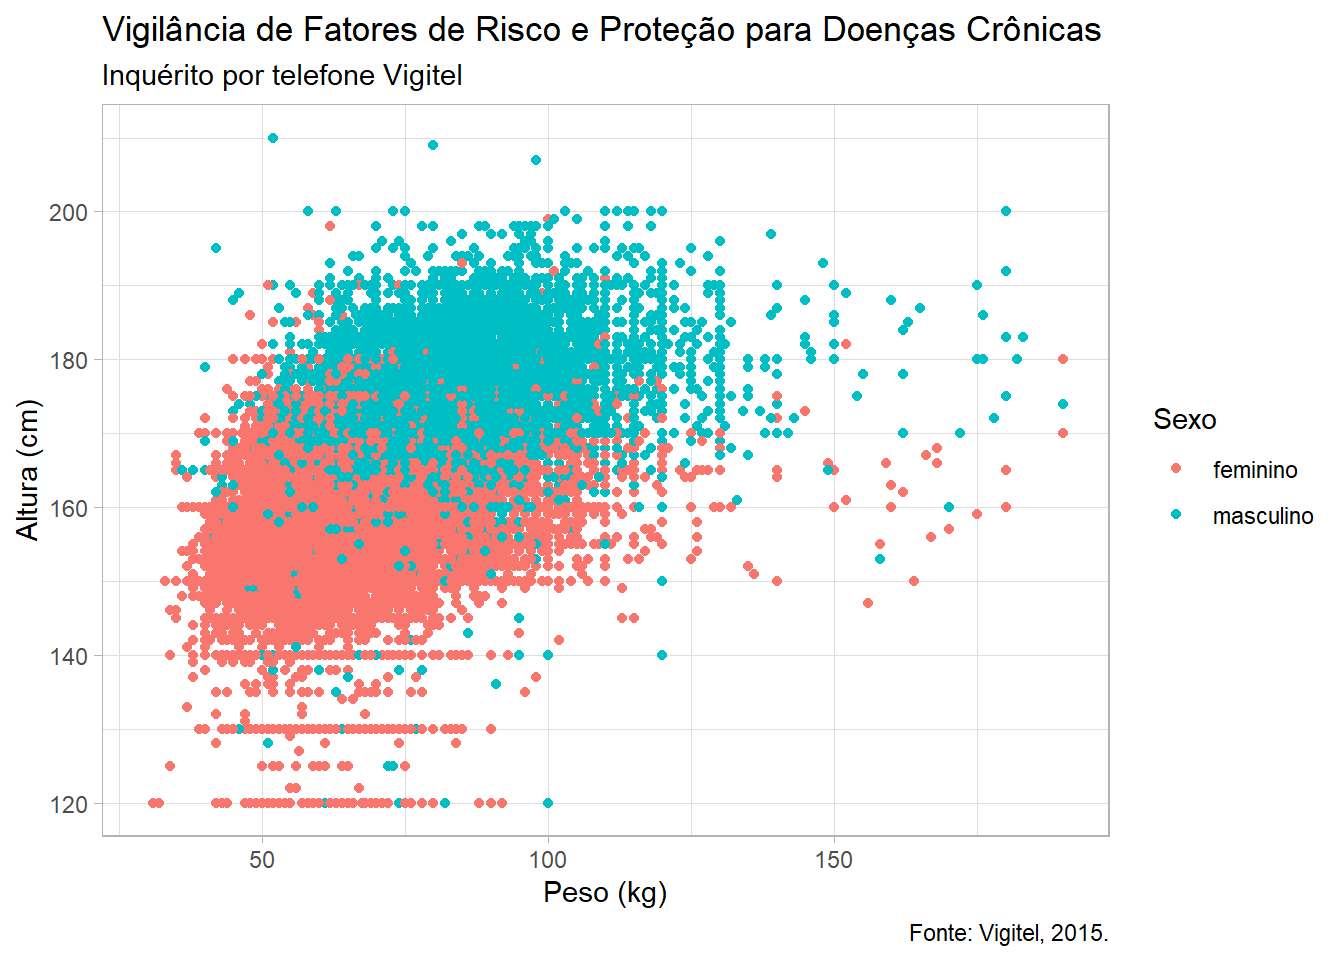 Vigilância de Fatores de Risco e Proteção para Doenças Crônicas
Inquérito por telefone Vigitel
Altura (cm)
200
180
160
140
120
50
100
150
Peso (kg)
Sexo
feminino
masculino
Fonte: Vigitel, 2015.